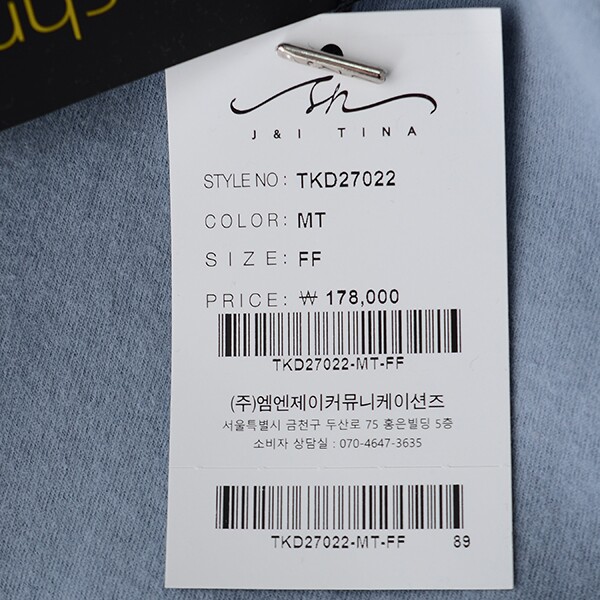 shn
sh
J & I TINA
STYLE NO : TKD27022
COLOR: MT
SIZE: FF
PRICE: ₩ 178,000
TKD27022-MT-FF
(주)엠엔제이커뮤니케이션즈
서울특별시 금천구 두산로 75 홍은빌딩 5층
소비자 상담실 : 070-4647-3635
TKD27022-MT-FF 89